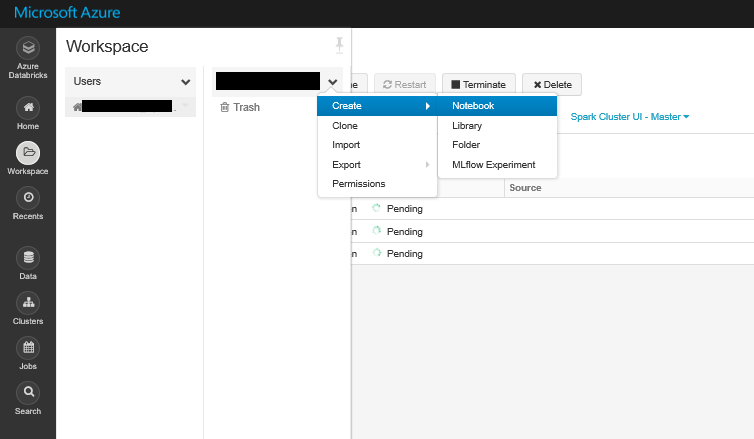 Microsoft Azure
Azure
Databricks
Home
Workspace
Recents
Data
Clusters
Jobs
Search
Workspace
Users
Trash
Create
Clone
Import
Export
Permissions
Notebook
Library
Folder
MLflow Experiment
Restart
Terminate
Delete
Spark Cluster UI - Master
Source
Pending
Pending
Pending